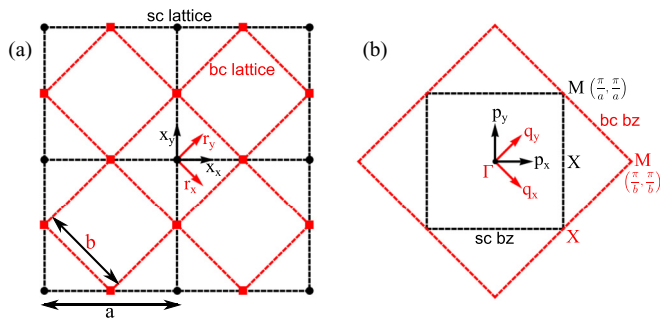 (a)
sc lattice
bc lattice
x_y
r_y
x_x
r_x
b
a
(b)
M (π/a, π/a)
bc bz
p_y
q_y
Γ
p_x
X
M
(π/b, π/b)
q_x
sc bz
X